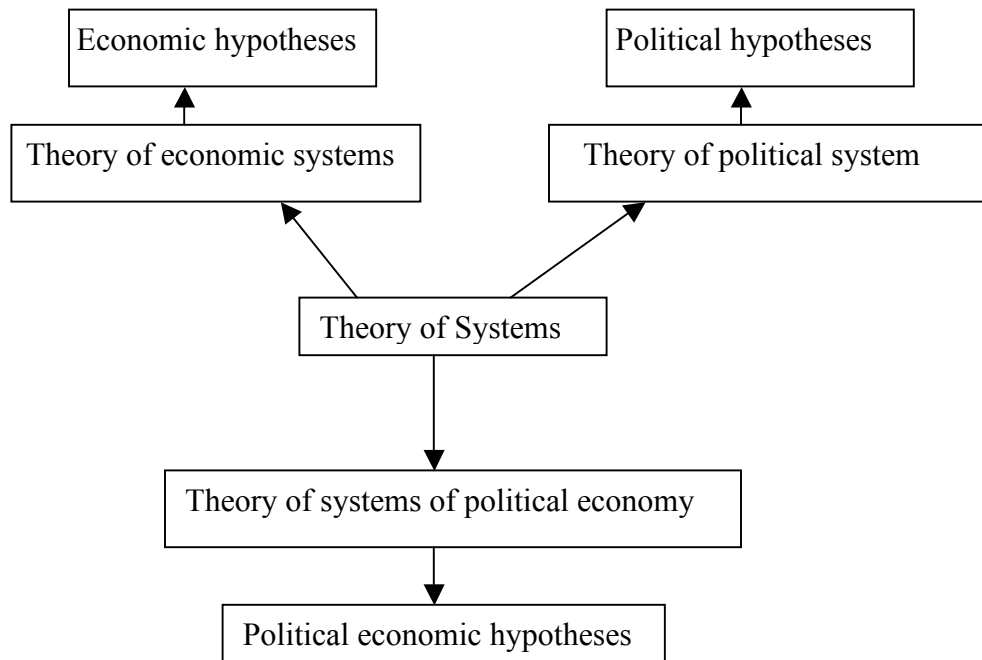 Economic hypotheses
Political hypotheses
Theory of economic systems
Theory of political system
Theory of Systems
Theory of systems of political economy
Political economic hypotheses